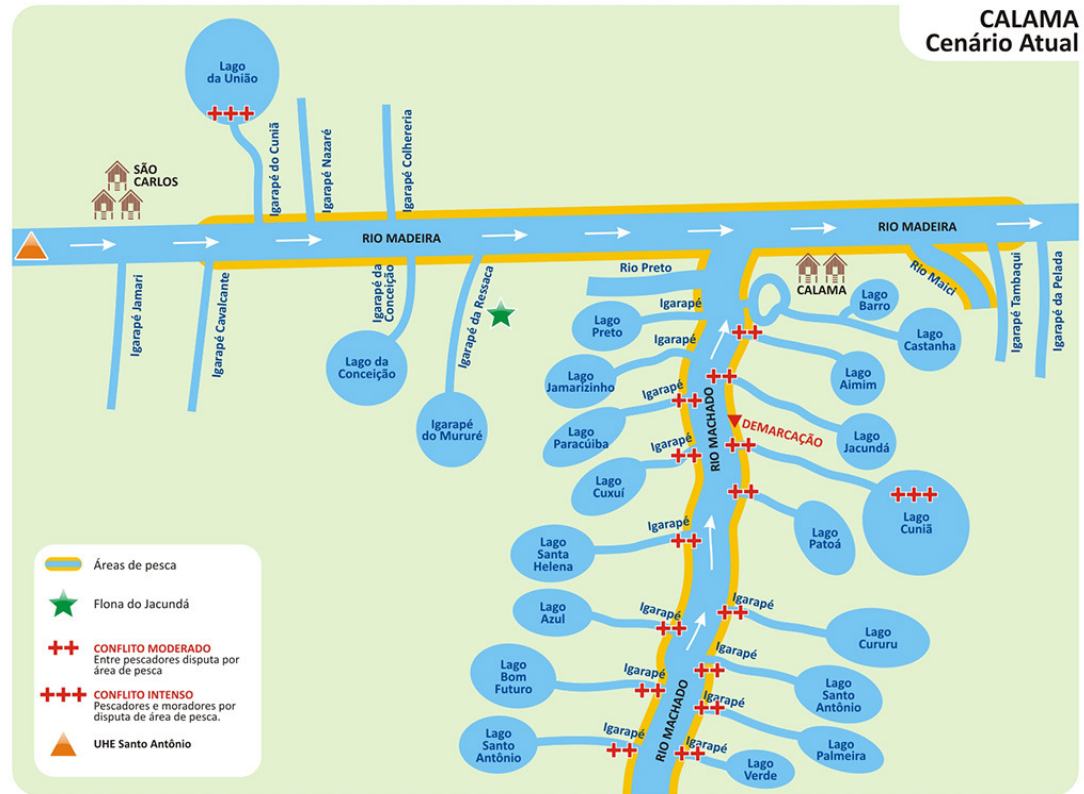 CALAMA
Cenário Atual
Lago
da União
Igarapé do Cuniã
Igarapé Nazaré
Igarapé Colhereria
SÃO
CARLOS
RIO MADEIRA
RIO MADEIRA
Igarapé Jamari
Igarapé Cavalcante
Igarapé da
Conceição
Igarapé da Ressaca
Rio Preto
CALAMA
Rio Maici
Igarapé Tambaqui
Igarapé da Pelada
Lago da
Conceição
Igarapé
do Mururé
Lago
Preto
Igarapé
Lago
Barro
Lago
Castanha
Igarapé
Lago
Jamarizinho
Lago
Aimim
Igarapé
Lago
Paracúiba
RIO MACHADO
DEMARCAÇÃO
Lago
Jacundá
Igarapé
Lago
Cuxuí
Lago
Cuniã
Lago
Patoá
Igarapé
Lago
Santa
Helena
Igarapé
Lago
Azul
Igarapé
Lago
Cururu
Igarapé
Lago
Bom
Futuro
Igarapé
Lago
Santo
Antônio
RIO MACHADO
Igarapé
Lago
Palmeira
Igarapé
Lago
Santo
Antônio
Igarapé
Lago
Verde
Áreas de pesca
Flona do Jacundá
CONFLITO MODERADO
Entre pescadores disputa por
área de pesca
CONFLITO INTENSO
Pescadores e moradores por
disputa de área de pesca.
UHE Santo Antônio